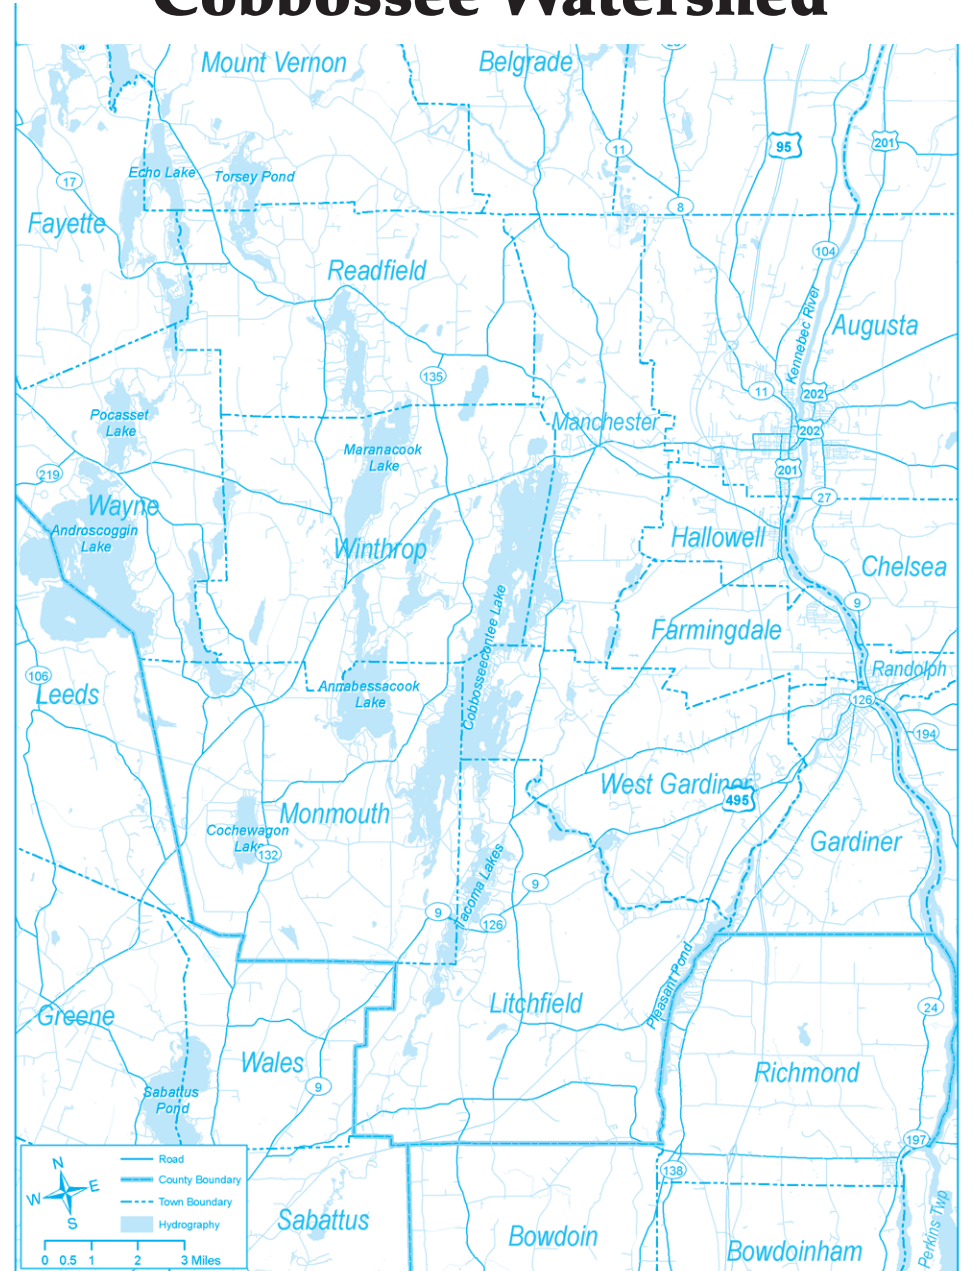 Cobbossee Watershed
Mount Vernon
Belgrade
11
95
201
Echo Lake
Torsey Pond
17
8
Fayette
104
Readfield
Kennebec River
Augusta
135
11
202
Pocasset
Lake
Manchester
202
Maranacook
Lake
219
201
27
Wayne
Androscoggin
Lake
Winthrop
Hallowell
Chelsea
Cobbosseecontee Lake
9
Farmingdale
Randolph
106
Leeds
Annabessacook
Lake
126
194
West Gardiner
495
Monmouth
Cochewagon
Lake
132
Gardiner
Tacoma Lakes
9
9
126
Pleasant Pond
Litchfield
24
Greene
Wales
Richmond
9
Sabattus
Pond
197
138
N
W
E
S
Road
County Boundary
Town Boundary
Hydrography
0 0.5 1 2 3 Miles
Sabattus
Bowdoin
Bowdoinham
Perkins Twp